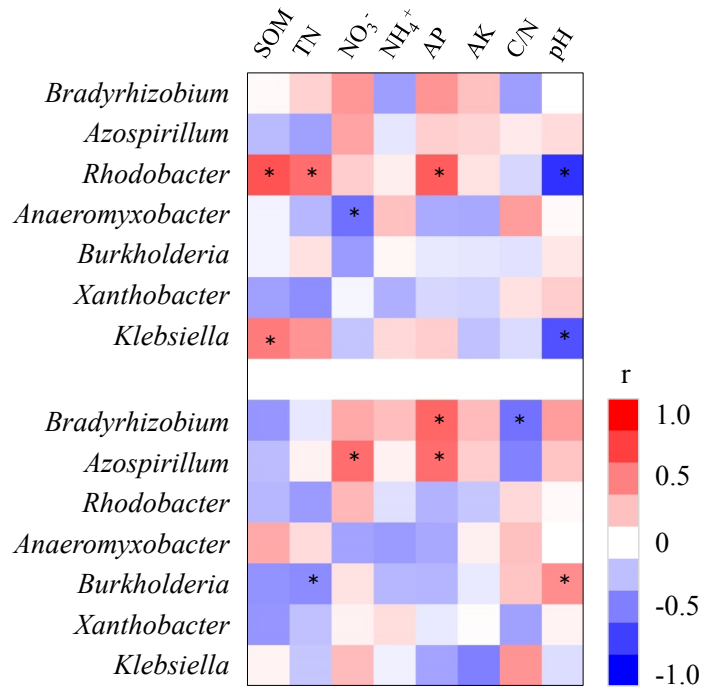 SOM TN NO₃⁻ NH₄⁺ AP AK C/N pH
Bradyrhizobium
Azospirillum
Rhodobacter
* * * *
Anaeromyxobacter
*
Burkholderia
Xanthobacter
Klebsiella
* *
r
Bradyrhizobium
* *
1.0
Azospirillum
* *
0.5
Rhodobacter
Anaeromyxobacter
0
Burkholderia
* *
-0.5
Xanthobacter
Klebsiella
-1.0